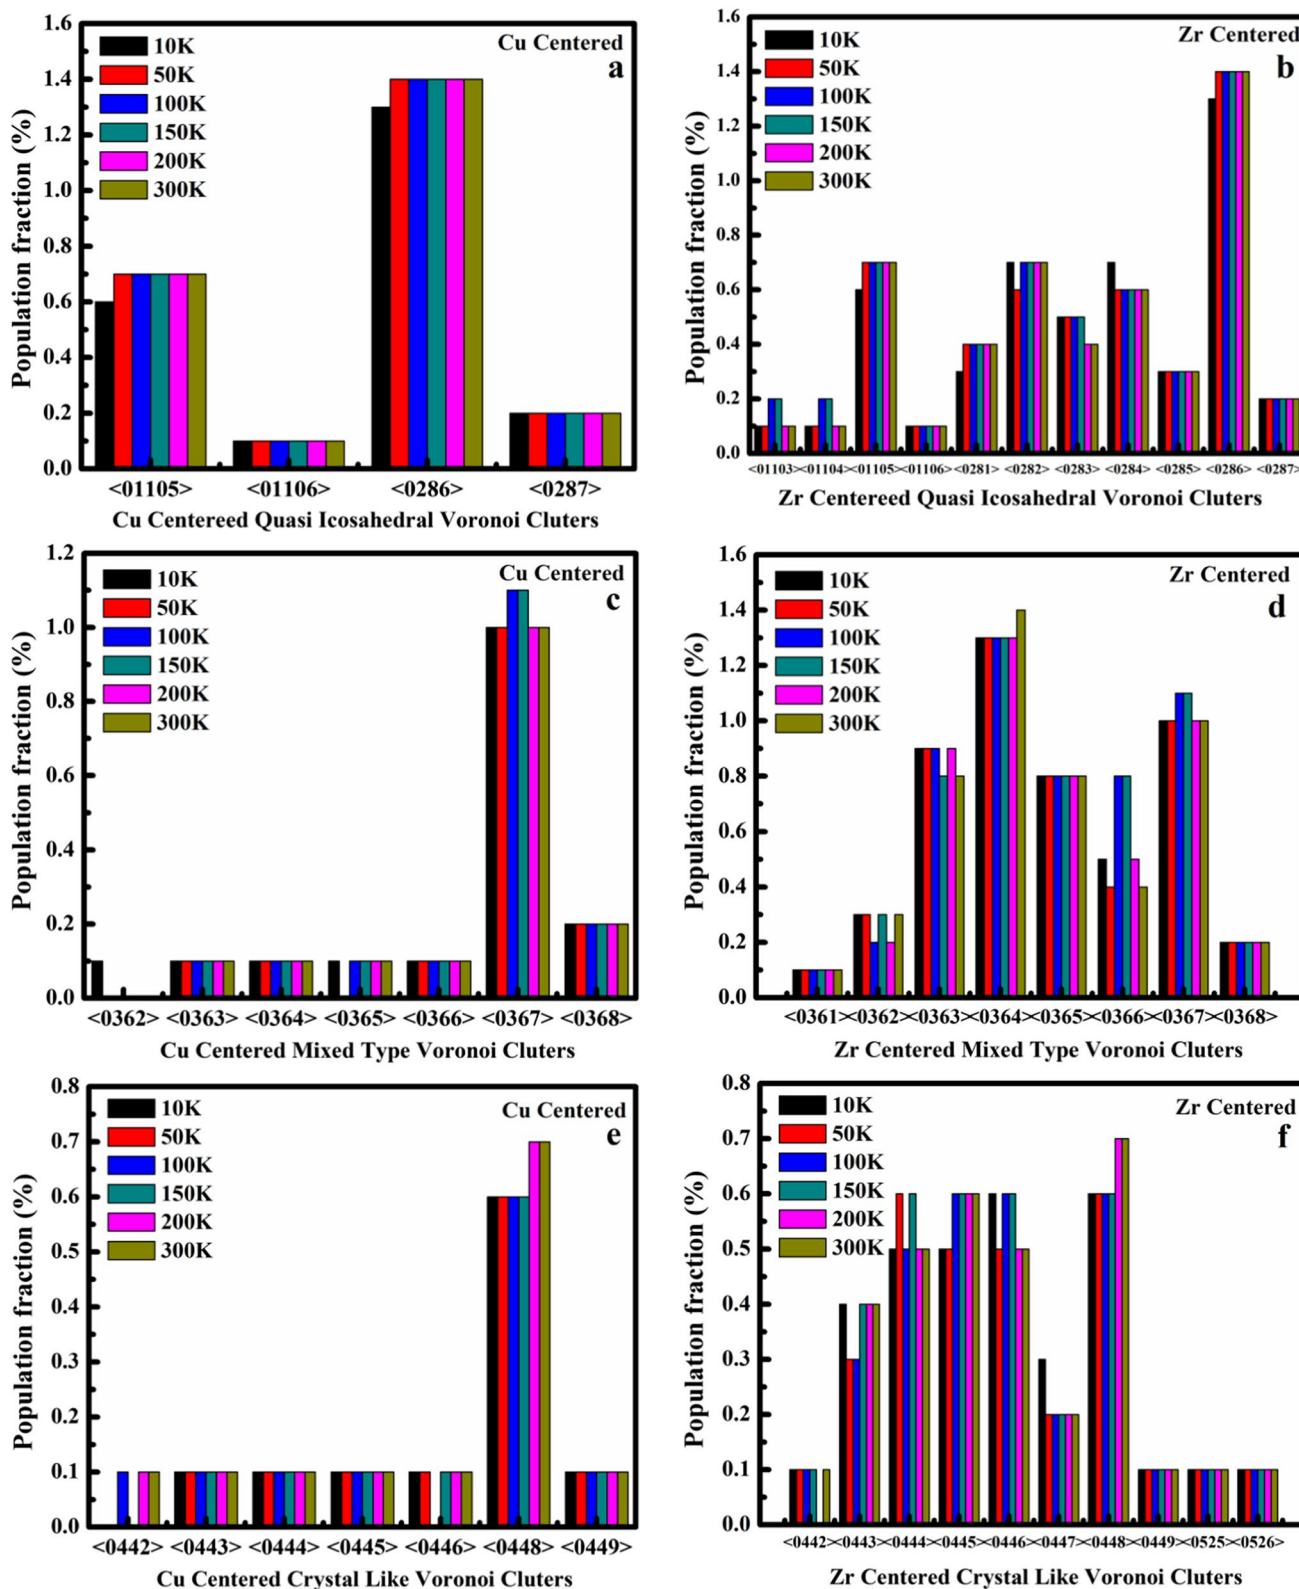 Cu Centered
a
10K
50K
100K
150K
200K
300K
Population fraction (%)
1.6
1.4
1.2
1.0
0.8
0.6
0.4
0.2
0.0
<01105> <01106> <0286> <0287>
Cu Centereed Quasi Icosahedral Voronoi Cluters
Zr Centered
b
10K
50K
100K
150K
200K
300K
Population fraction (%)
1.6
1.4
1.2
1.0
0.8
0.6
0.4
0.2
0.0
<01103><01104><01105><01106><0281> <0282> <0283> <0284> <0285> <0286> <0287>
Zr Centereed Quasi Icosahedral Voronoi Cluters
Cu Centered
c
10K
50K
100K
150K
200K
300K
Population fraction (%)
1.2
1.0
0.8
0.6
0.4
0.2
0.0
<0362> <0363> <0364> <0365> <0366> <0367> <0368>
Cu Centered Mixed Type Voronoi Cluters
Zr Centered
d
10K
50K
100K
150K
200K
300K
Population fraction (%)
1.6
1.4
1.2
1.0
0.8
0.6
0.4
0.2
0.0
<0361><0362><0363><0364><0365><0366><0367><0368>
Zr Centered Mixed Type Voronoi Cluters
Cu Centered
e
10K
50K
100K
150K
200K
300K
Population fraction (%)
0.8
0.7
0.6
0.5
0.4
0.3
0.2
0.1
0.0
<0442> <0443> <0444> <0445> <0446> <0448> <0449>
Cu Centered Crystal Like Voronoi Cluters
Zr Centered
f
10K
50K
100K
150K
200K
300K
Population fraction (%)
0.8
0.7
0.6
0.5
0.4
0.3
0.2
0.1
0.0
<0442><0443><0444><0445><0446><0447><0448><0449><0525><0526>
Zr Centered Crystal Like Voronoi Cluters